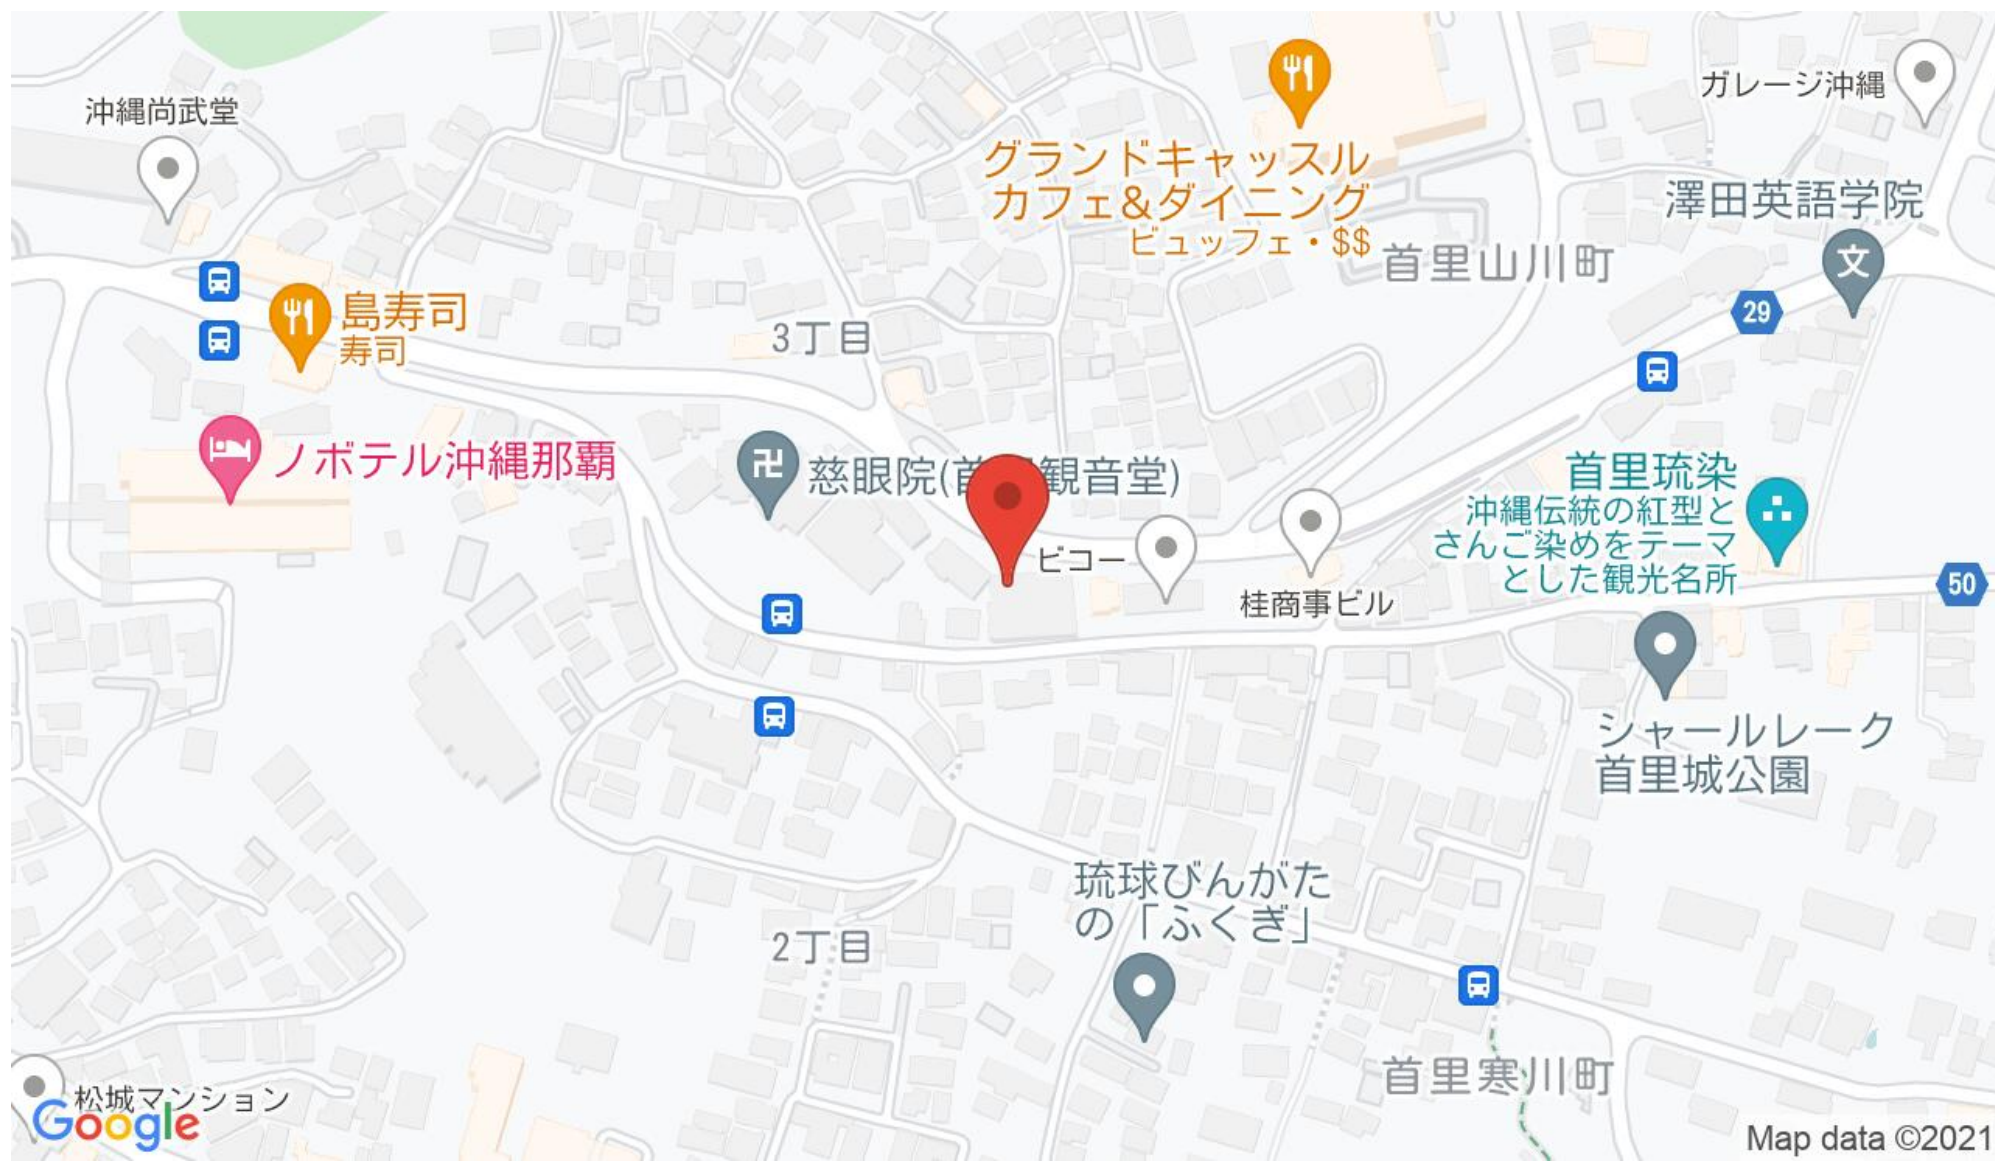 沖縄尚武堂
ガレージ沖縄
グランドキャッスル
カフェ&ダイニング
ビュッフェ・$$
澤田英語学院
文
首里山川町
29
島寿司
寿司
3丁目
ノボテル沖縄那覇
卍
慈眼院(首 観音堂)
首里琉染
沖縄伝統の紅型と
さんご染めをテーマ
とした観光名所
ビコー
桂商事ビル
50
シャールレーク
首里城公園
琉球びんがた
の「ふくぎ」
2丁目
首里寒川町
松城マンション
Google
Map data ©2021